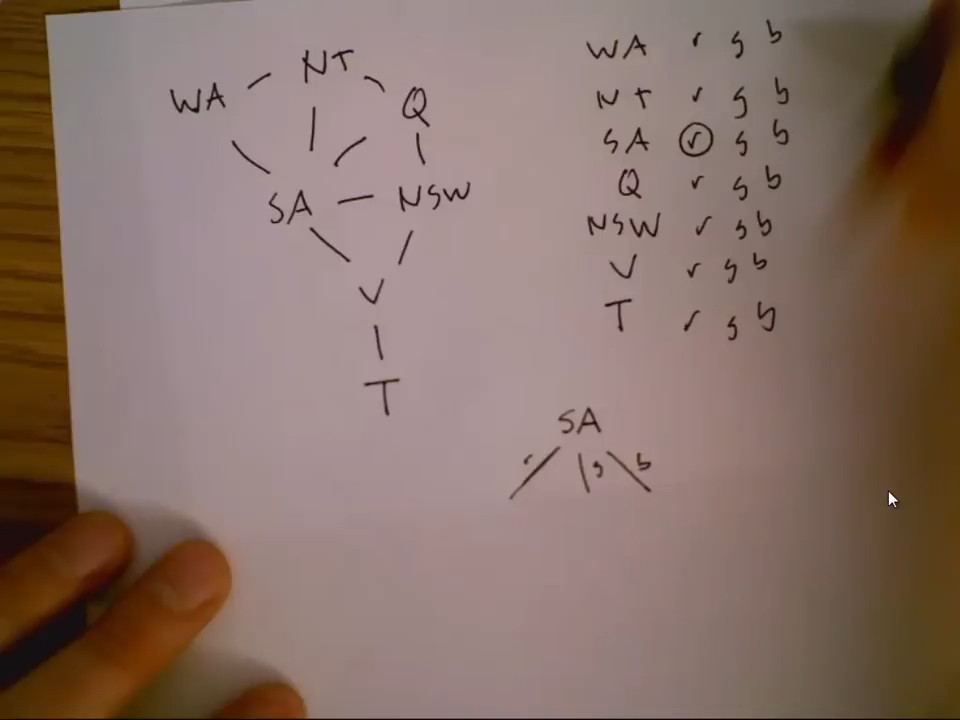 NT
WA
Q
SA
NSW
V
T
WA r g b
NT r g b
SA r g b
Q r g b
NSW r g b
V r g b
T r g b
SA
r g b